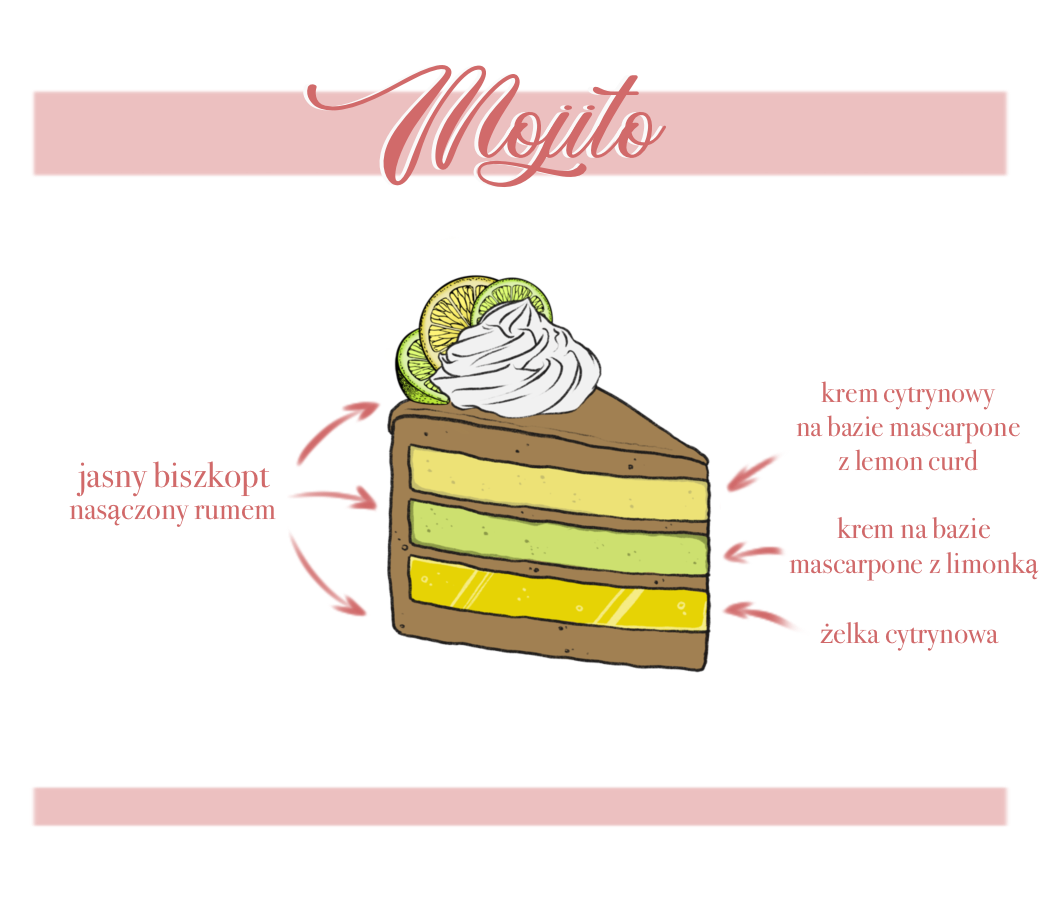 Mojito
jasny biszkopt
nasączony rumem
krem cytrynowy
na bazie mascarpone
z lemon curd
krem na bazie
mascarpone z limonką
żelka cytrynowa